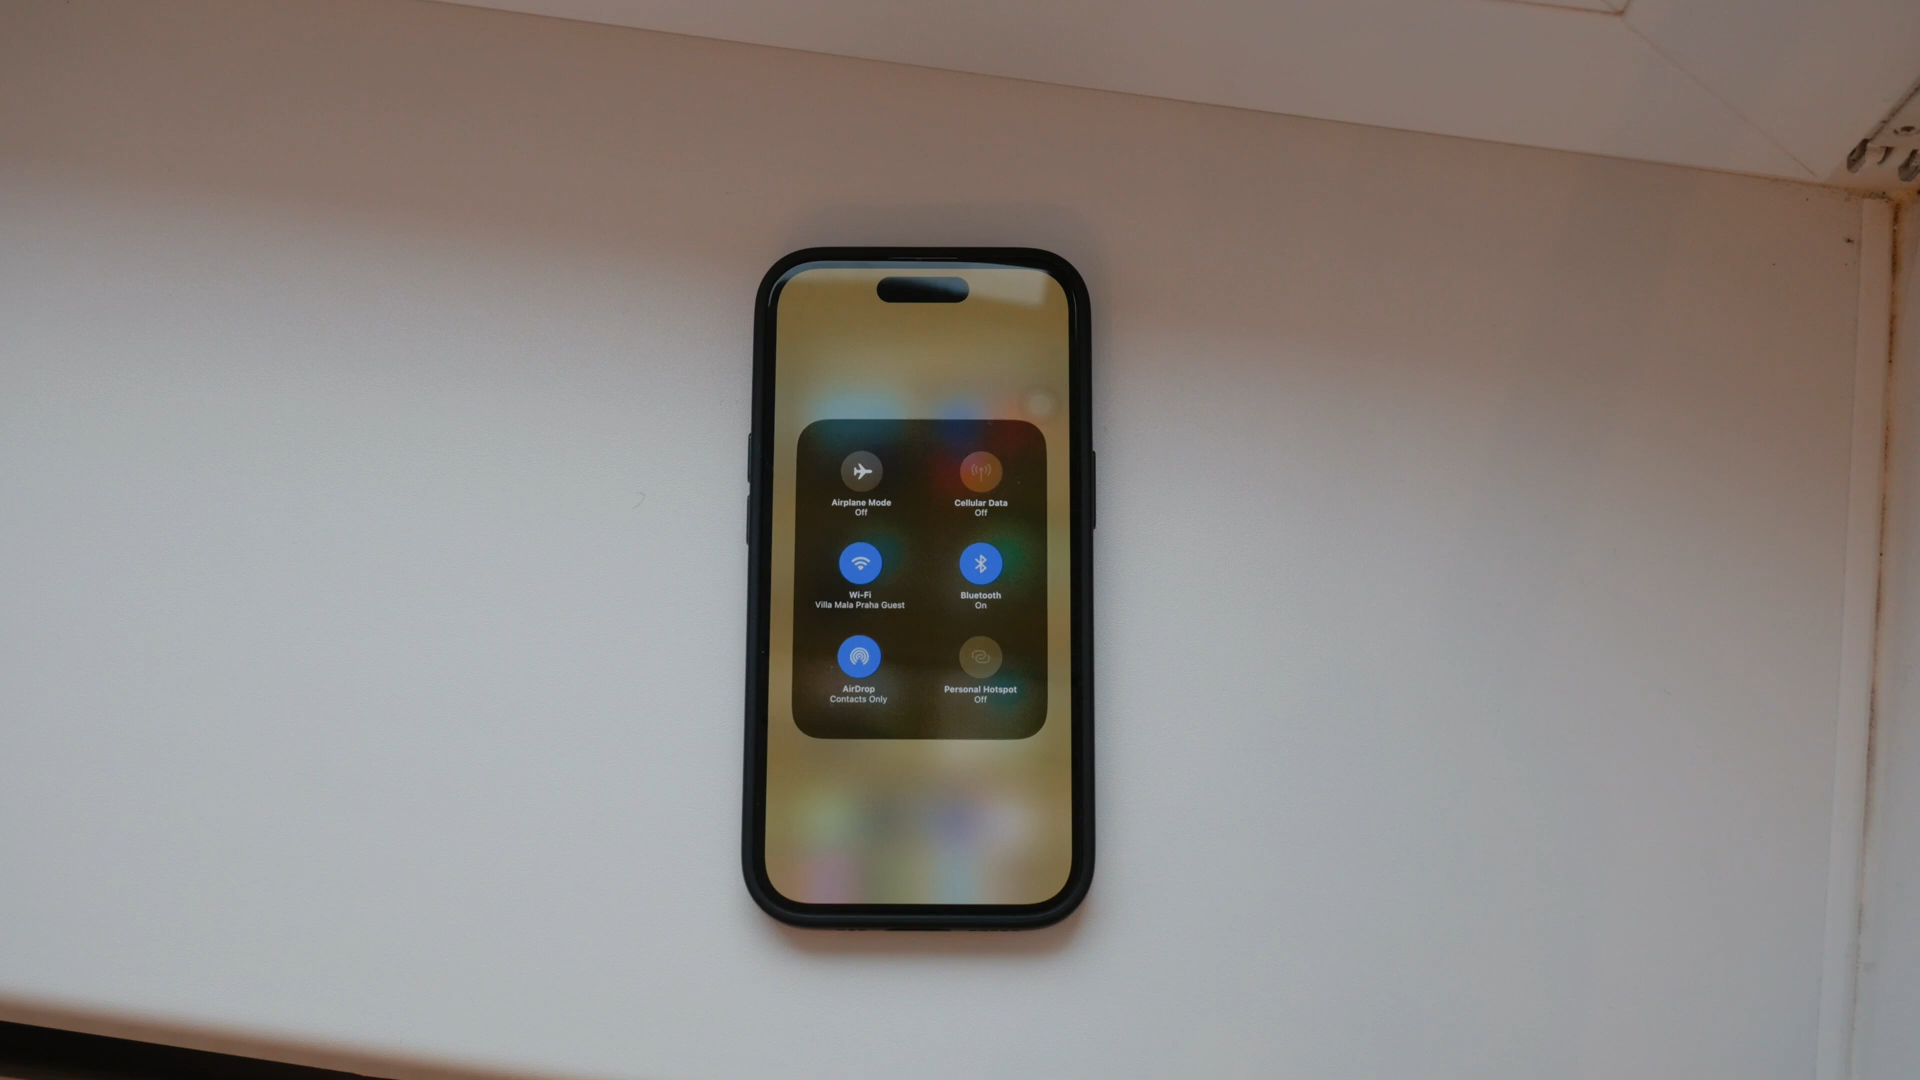 Airplane Mode
Off
Cellular Data
Off
Wi-Fi
Villa Mala Praha Guest
Bluetooth
On
AirDrop
Contacts Only
Personal Hotspot
Off